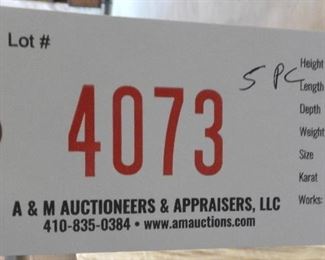 Lot #
4073
5 PC
Height
Length
Depth
Weight
Size
Karat
Works:
A & M AUCTIONEERS & APPRAISERS, LLC
410-835-0384 • www.amauctions.com